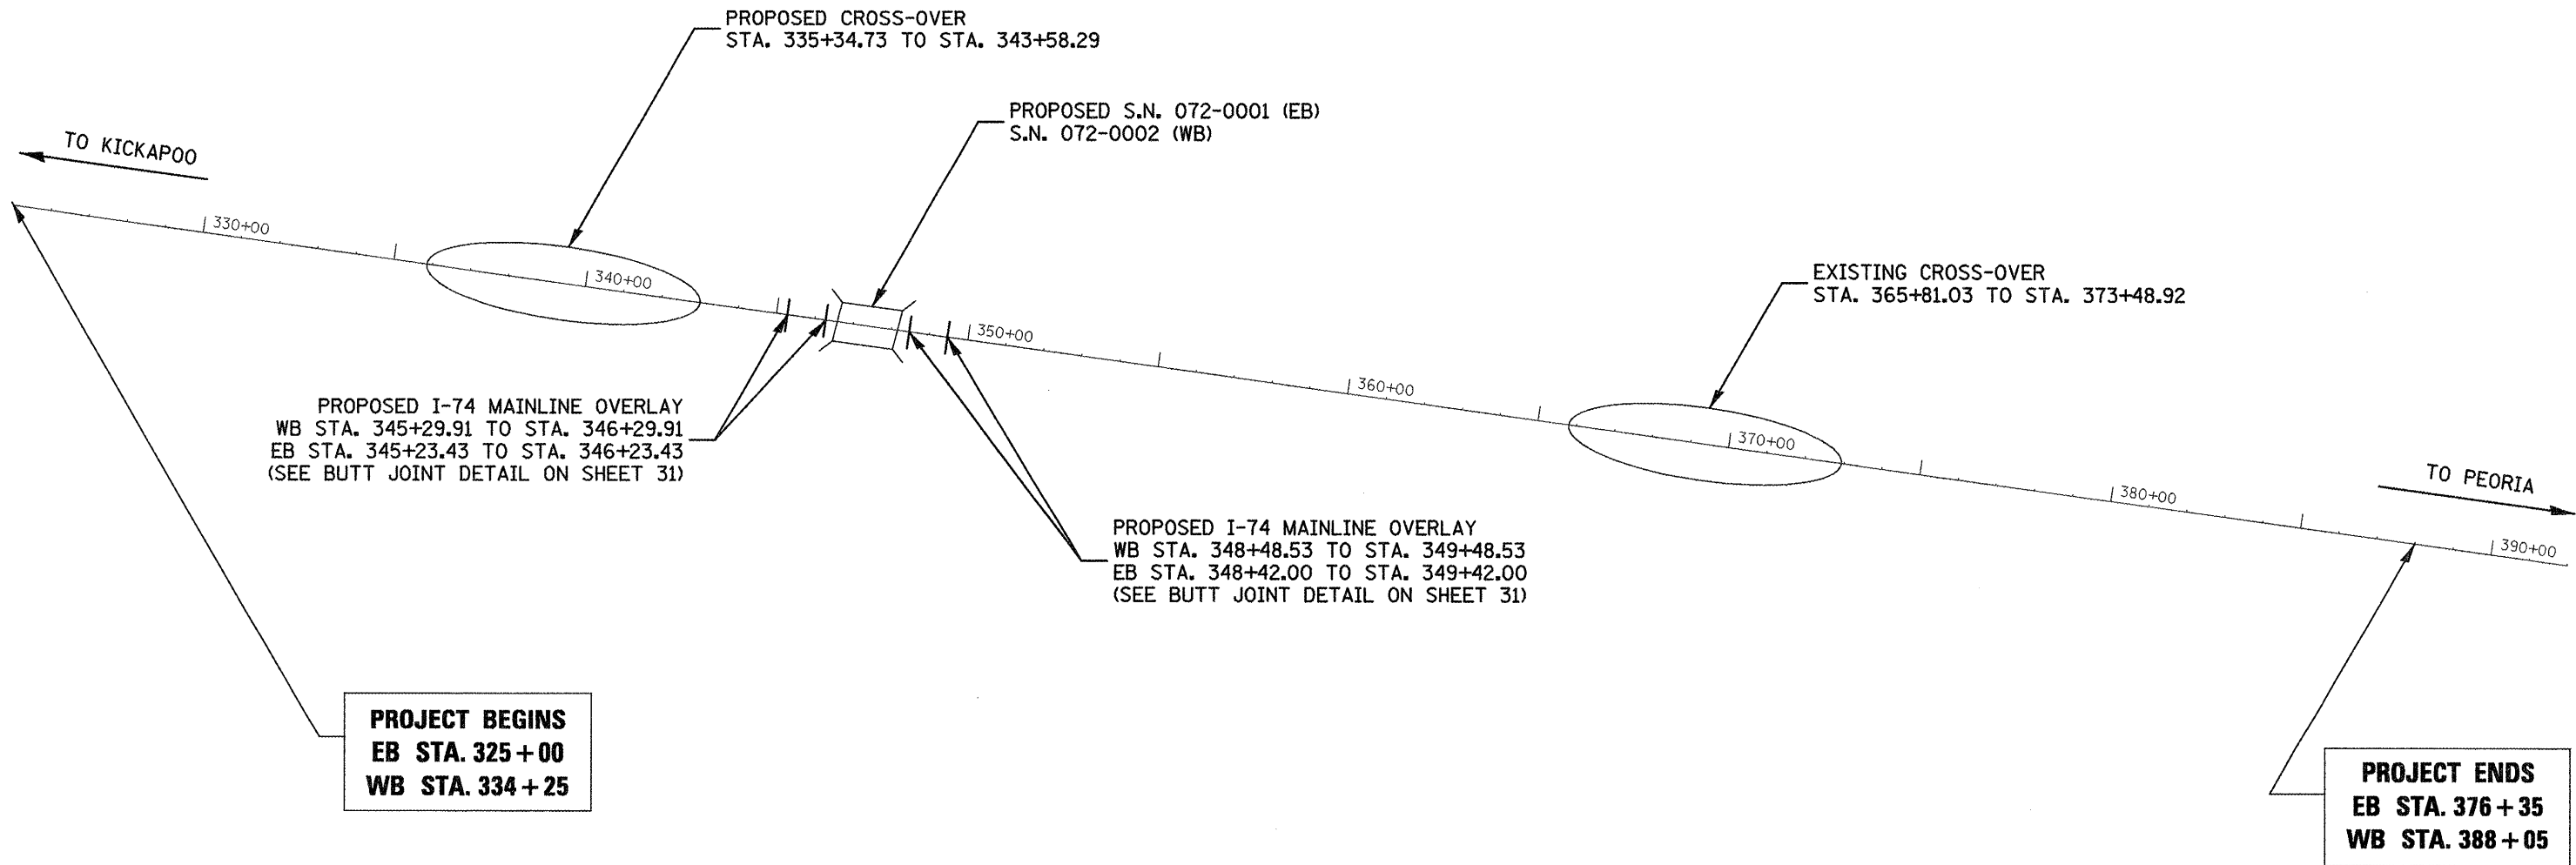 PROPOSED CROSS-OVER
STA. 335+34.73 TO STA. 343+58.29
PROPOSED S.N. 072-0001 (EB)
S.N. 072-0002 (WB)
TO KICKAPOO
330+00
340+00
350+00
360+00
370+00
380+00
390+00
EXISTING CROSS-OVER
STA. 365+81.03 TO STA. 373+48.92
TO PEORIA
PROPOSED I-74 MAINLINE OVERLAY
WB STA. 345+29.91 TO STA. 346+29.91
EB STA. 345+23.43 TO STA. 346+23.43
(SEE BUTT JOINT DETAIL ON SHEET 31)
PROPOSED I-74 MAINLINE OVERLAY
WB STA. 348+48.53 TO STA. 349+48.53
EB STA. 348+42.00 TO STA. 349+42.00
(SEE BUTT JOINT DETAIL ON SHEET 31)
PROJECT BEGINS
EB STA. 325+00
WB STA. 334+25
PROJECT ENDS
EB STA. 376+35
WB STA. 388+05